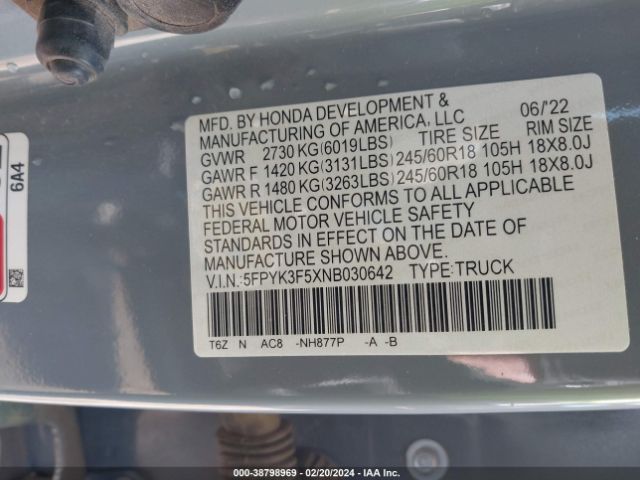 MFD. BY HONDA DEVELOPMENT &
MANUFACTURING OF AMERICA, LLC 06/'22
GVWR 2730 KG(6019LBS) TIRE SIZE RIM SIZE
GAWR F 1420 KG(3131LBS) 245/60R18 105H 18X8.0J
GAWR R 1480 KG(3263LBS) 245/60R18 105H 18X8.0J
THIS VEHICLE CONFORMS TO ALL APPLICABLE
FEDERAL MOTOR VEHICLE SAFETY
STANDARDS IN EFFECT ON THE DATE OF
MANUFACTURE SHOWN ABOVE.
V.I.N.:5FPYK3F5XNB030642 TYPE:TRUCK
T6Z N AC8 -NH877P -A -B
6A4
000-38798969 - 02/20/2024 - IAA Inc.